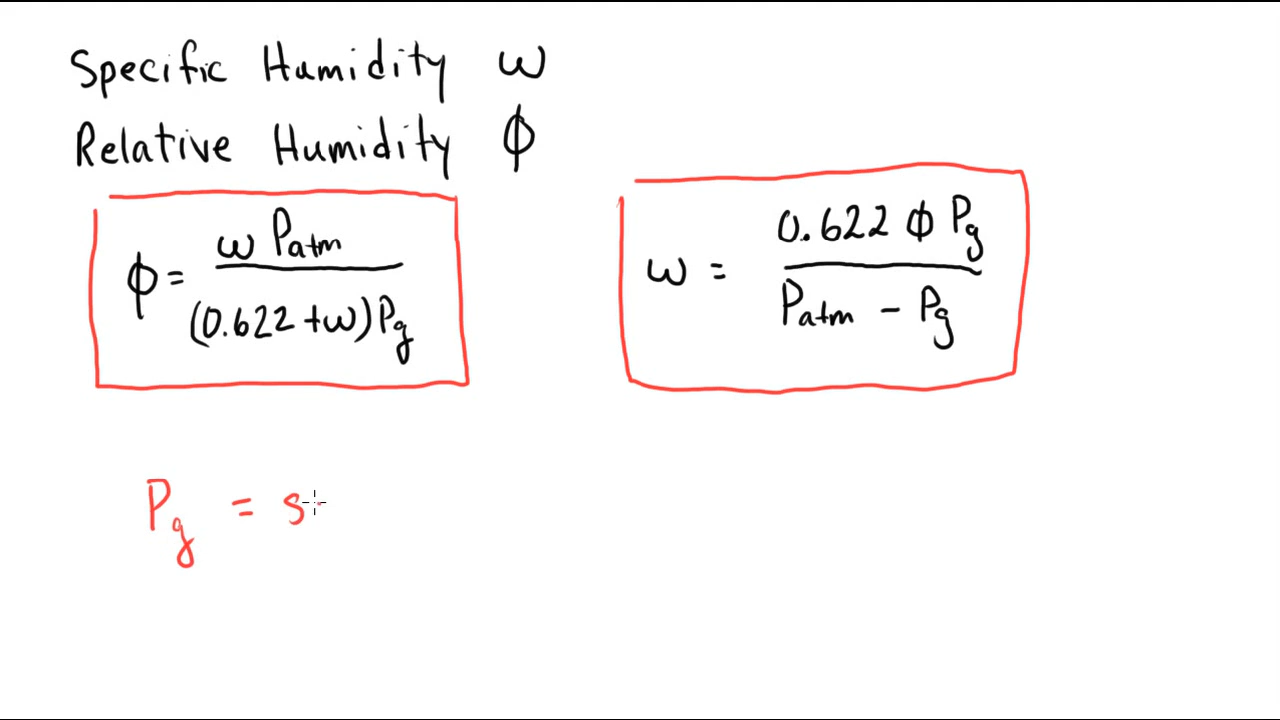 Specific Humidity ω
Relative Humidity ϕ
ϕ = ω Patm / (0.622 + ω) Pg
ω = 0.622 ϕ Pg / Patm − Pg
Pg = s